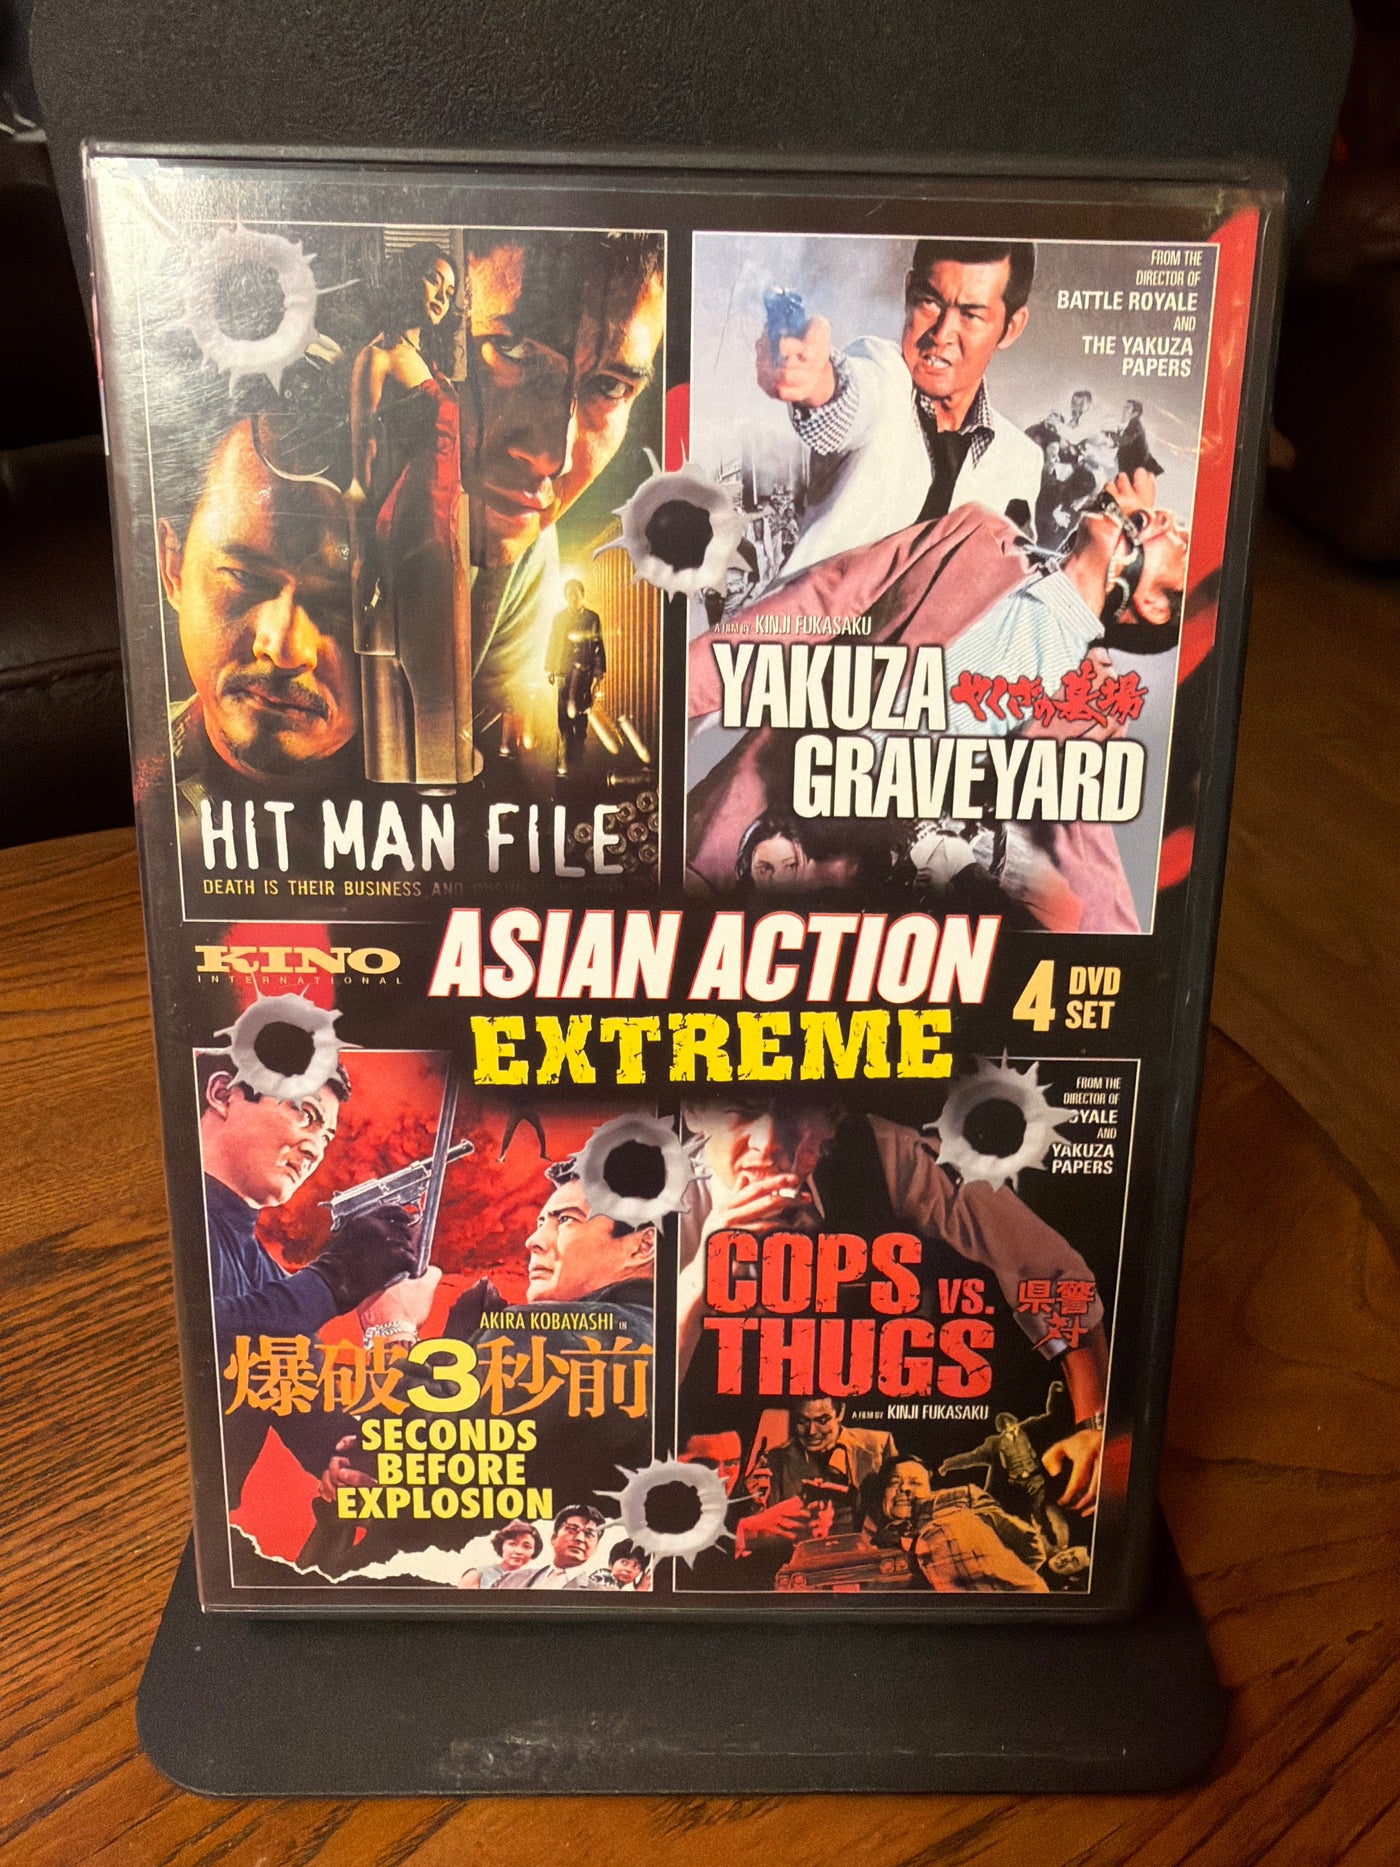 HIT MAN FILE
DEATH IS THEIR BUSINESS AND
FROM THE
DIRECTOR OF
BATTLE ROYALE
AND
THE YAKUZA
PAPERS
A FILM BY KINJI FUKASAKU
YAKUZA やくざの墓場
GRAVEYARD
KINO
INTERNATIONAL
ASIAN ACTION
EXTREME
4 DVD
SET
AKIRA KOBAYASHI IN
爆破3秒前
SECONDS
BEFORE
EXPLOSION
FROM THE
DIRECTOR OF
OYALE
AND
YAKUZA
PAPERS
COPS VS.
THUGS
県警
対
A FILM BY KINJI FUKASAKU